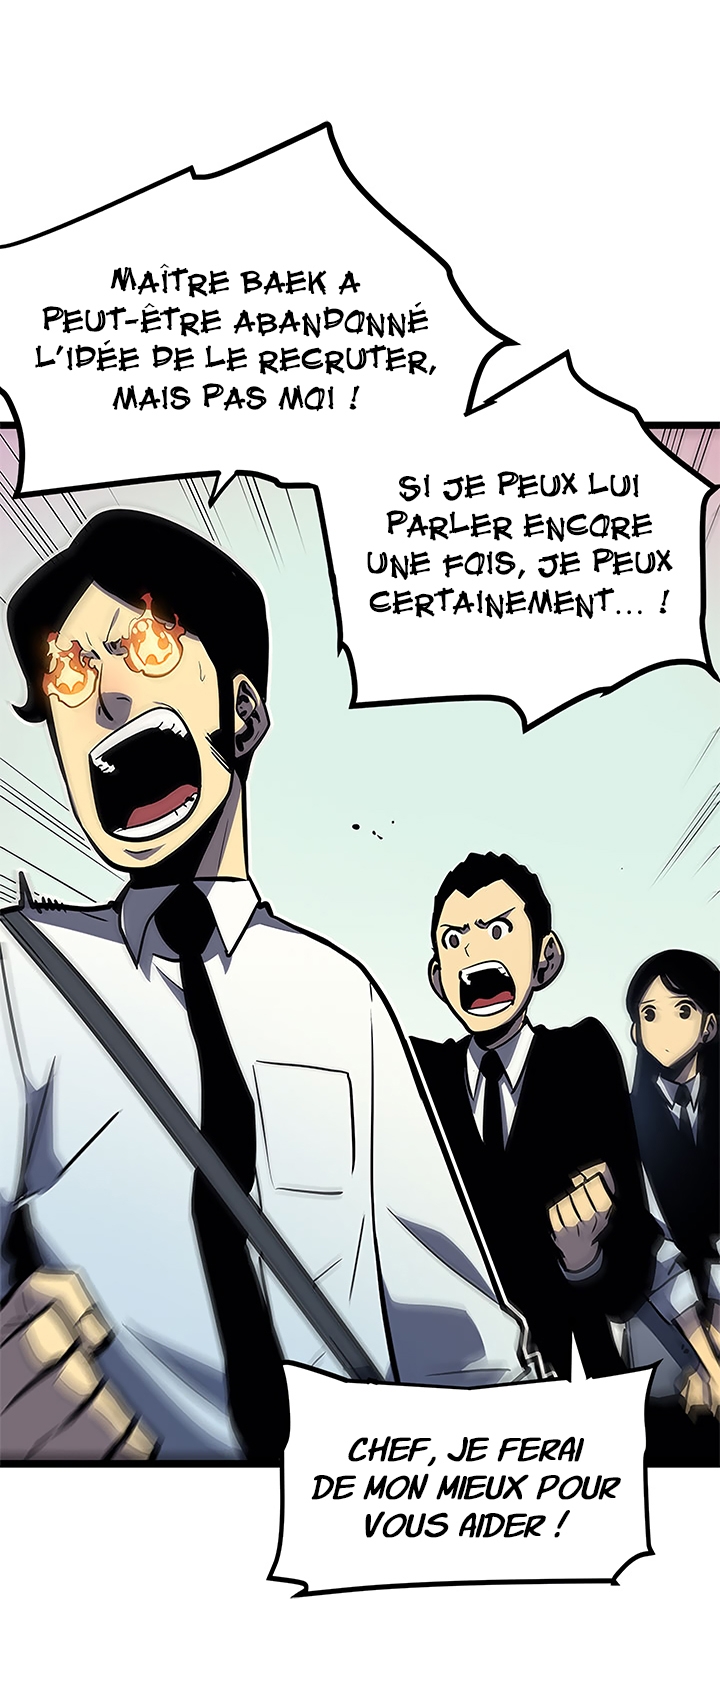 MAÎTRE BAEK A
PEUT-ÊTRE ABANDONNÉ
L'IDÉE DE LE RECRUTER,
MAIS PAS MOI !
SI JE PEUX LUI
PARLER ENCORE
UNE FOIS, JE PEUX
CERTAINEMENT... !
CHEF, JE FERAI
DE MON MIEUX POUR
VOUS AIDER !